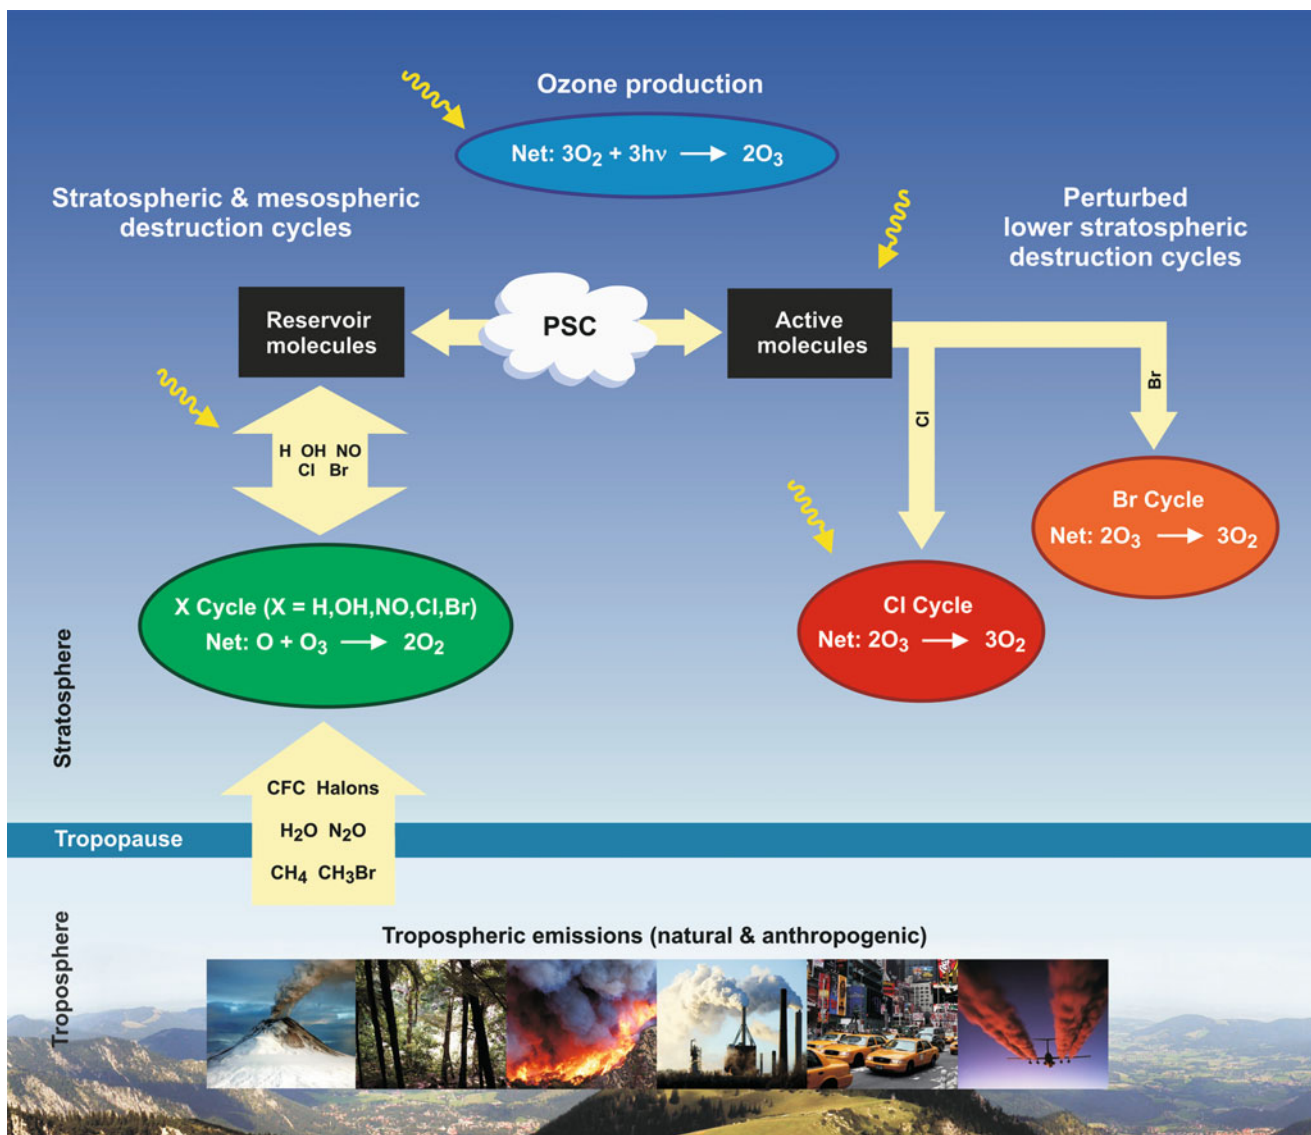 Ozone production
Net: 3O₂ + 3hν ⟶ 2O₃
Stratospheric & mesospheric
destruction cycles
Perturbed
lower stratospheric
destruction cycles
Reservoir
molecules
PSC
Active
molecules
Cl
Br
H OH NO
Cl Br
Br Cycle
Net: 2O₃ ⟶ 3O₂
X Cycle (X = H,OH,NO,Cl,Br)
Net: O + O₃ ⟶ 2O₂
Cl Cycle
Net: 2O₃ ⟶ 3O₂
Stratosphere
CFC Halons
H₂O N₂O
CH₄ CH₃Br
Tropopause
Troposphere
Tropospheric emissions (natural & anthropogenic)